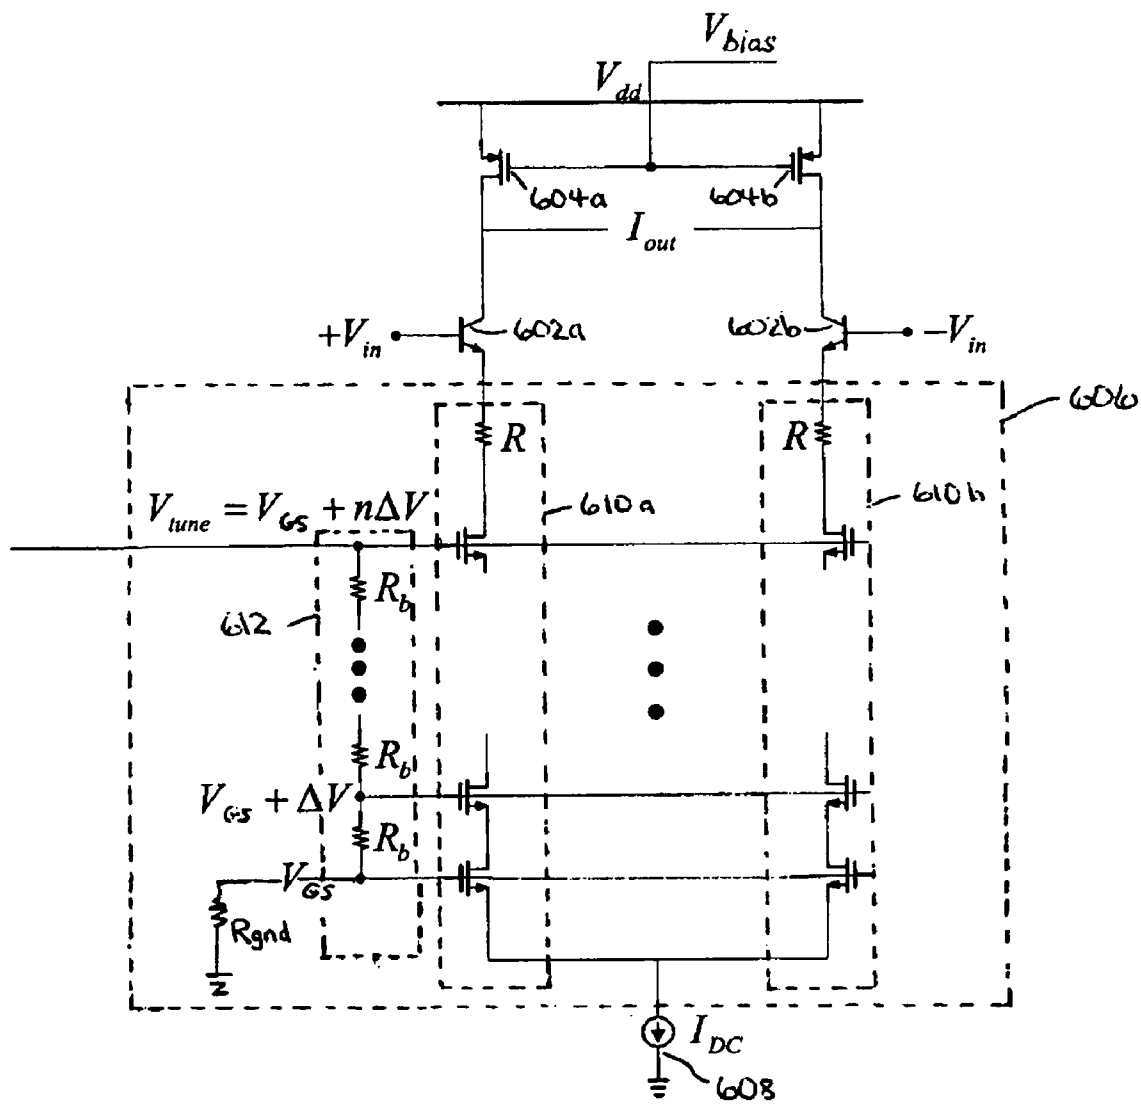 V_bias
V_dd
604a
604b
I_out
+V_in
602a
602b
-V_in
606
R
R
V_tune = V_GS + nΔV
610a
610b
R_b
612
R_b
V_GS + ΔV
R_b
V_GS
Rgnd
I_DC
608